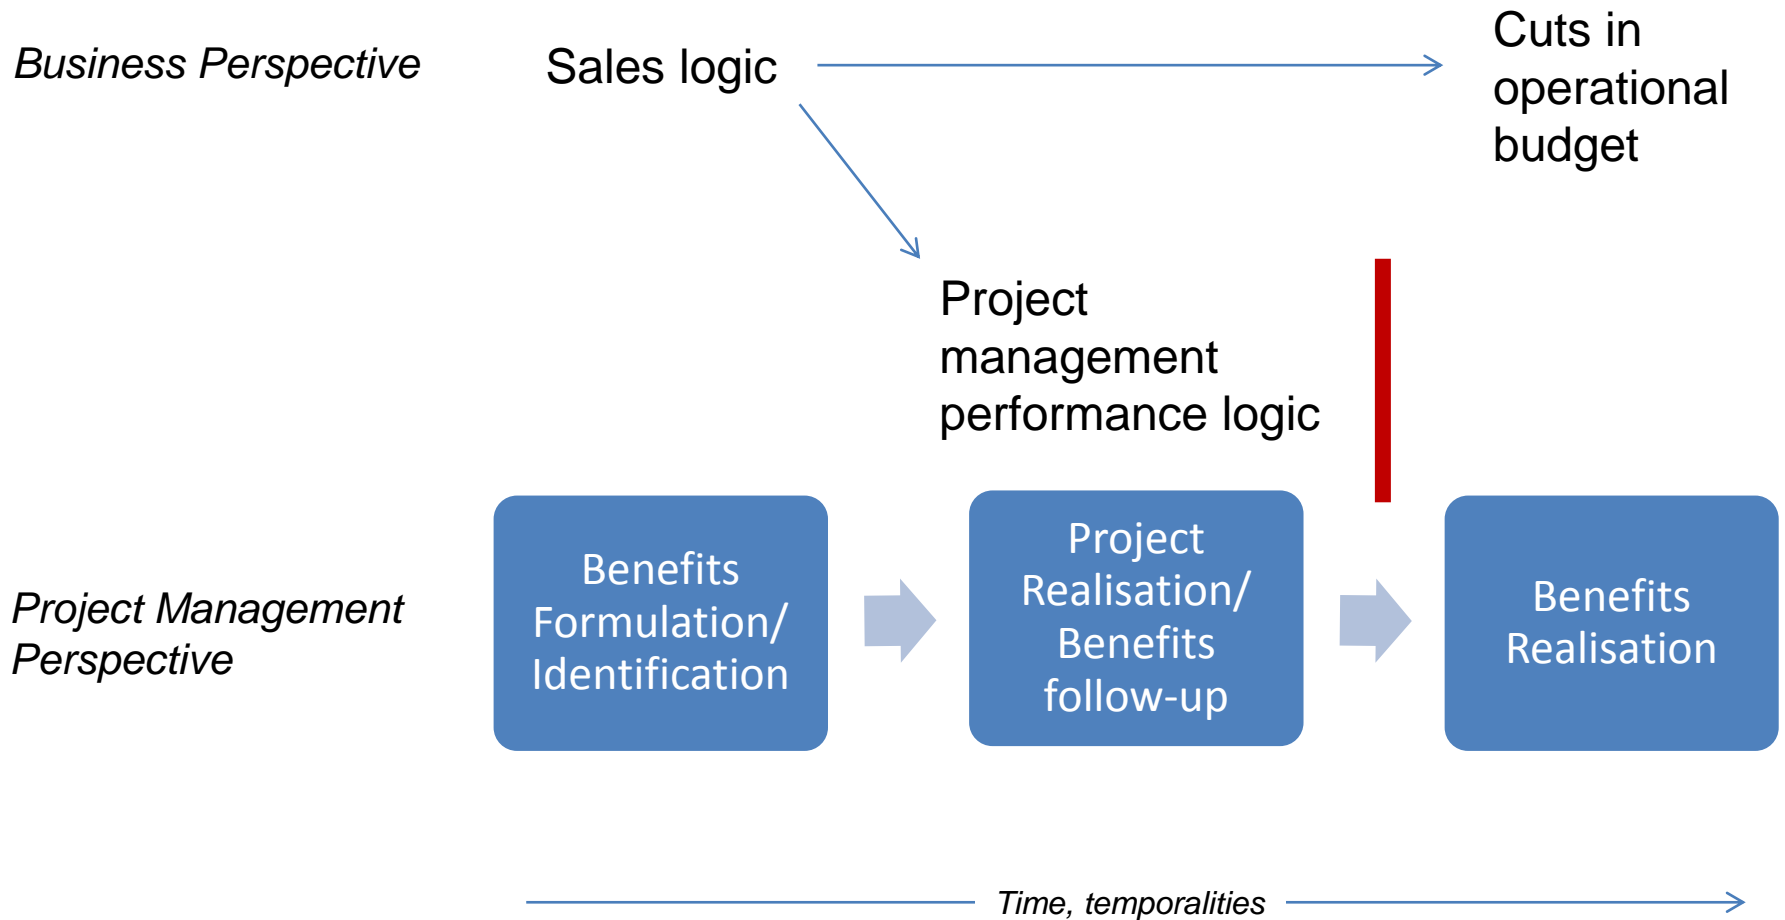 Business Perspective
Sales logic
Cuts in
operational
budget
Project
management
performance logic
Project Management
Perspective
Benefits
Formulation/
Identification
Project
Realisation/
Benefits
follow-up
Benefits
Realisation
Time, temporalities